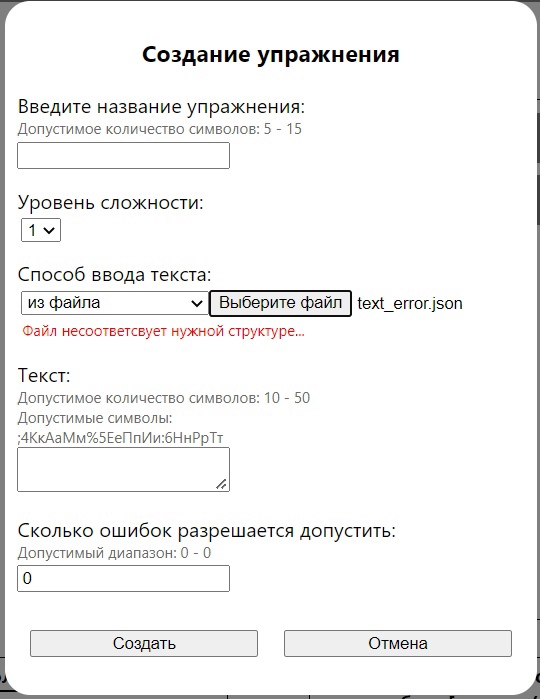 Создание упражнения
Введите название упражнения:
Допустимое количество символов: 5 - 15
Уровень сложности:
1
Способ ввода текста:
из файла Выберите файл text_error.json
Файл несоответсвует нужной структуре...
Текст:
Допустимое количество символов: 10 - 50
Допустимые символы:
;4КкАаМм%5ЕеПпИи:6НнРрТт
Сколько ошибок разрешается допустить:
Допустимый диапазон: 0 - 0
0
Создать Отмена